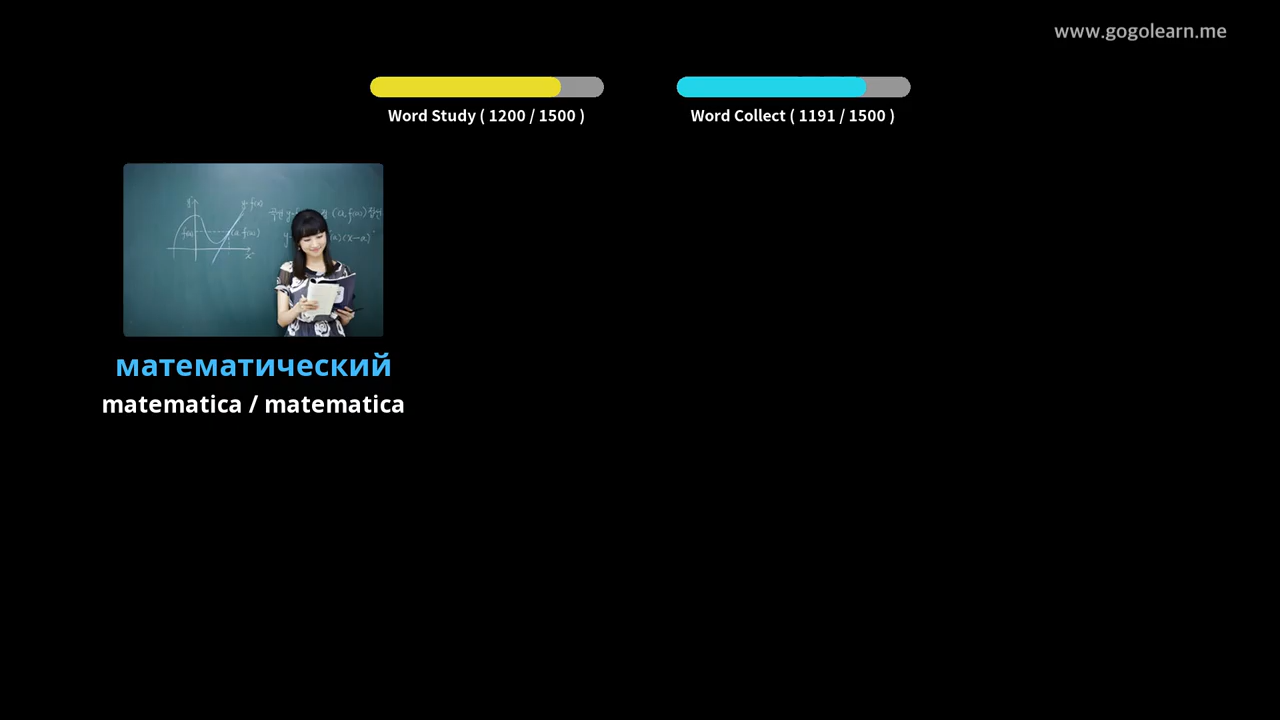 www.gogolearn.me
Word Study ( 1200 / 1500 )
Word Collect ( 1191 / 1500 )
математический
matematica / matematica